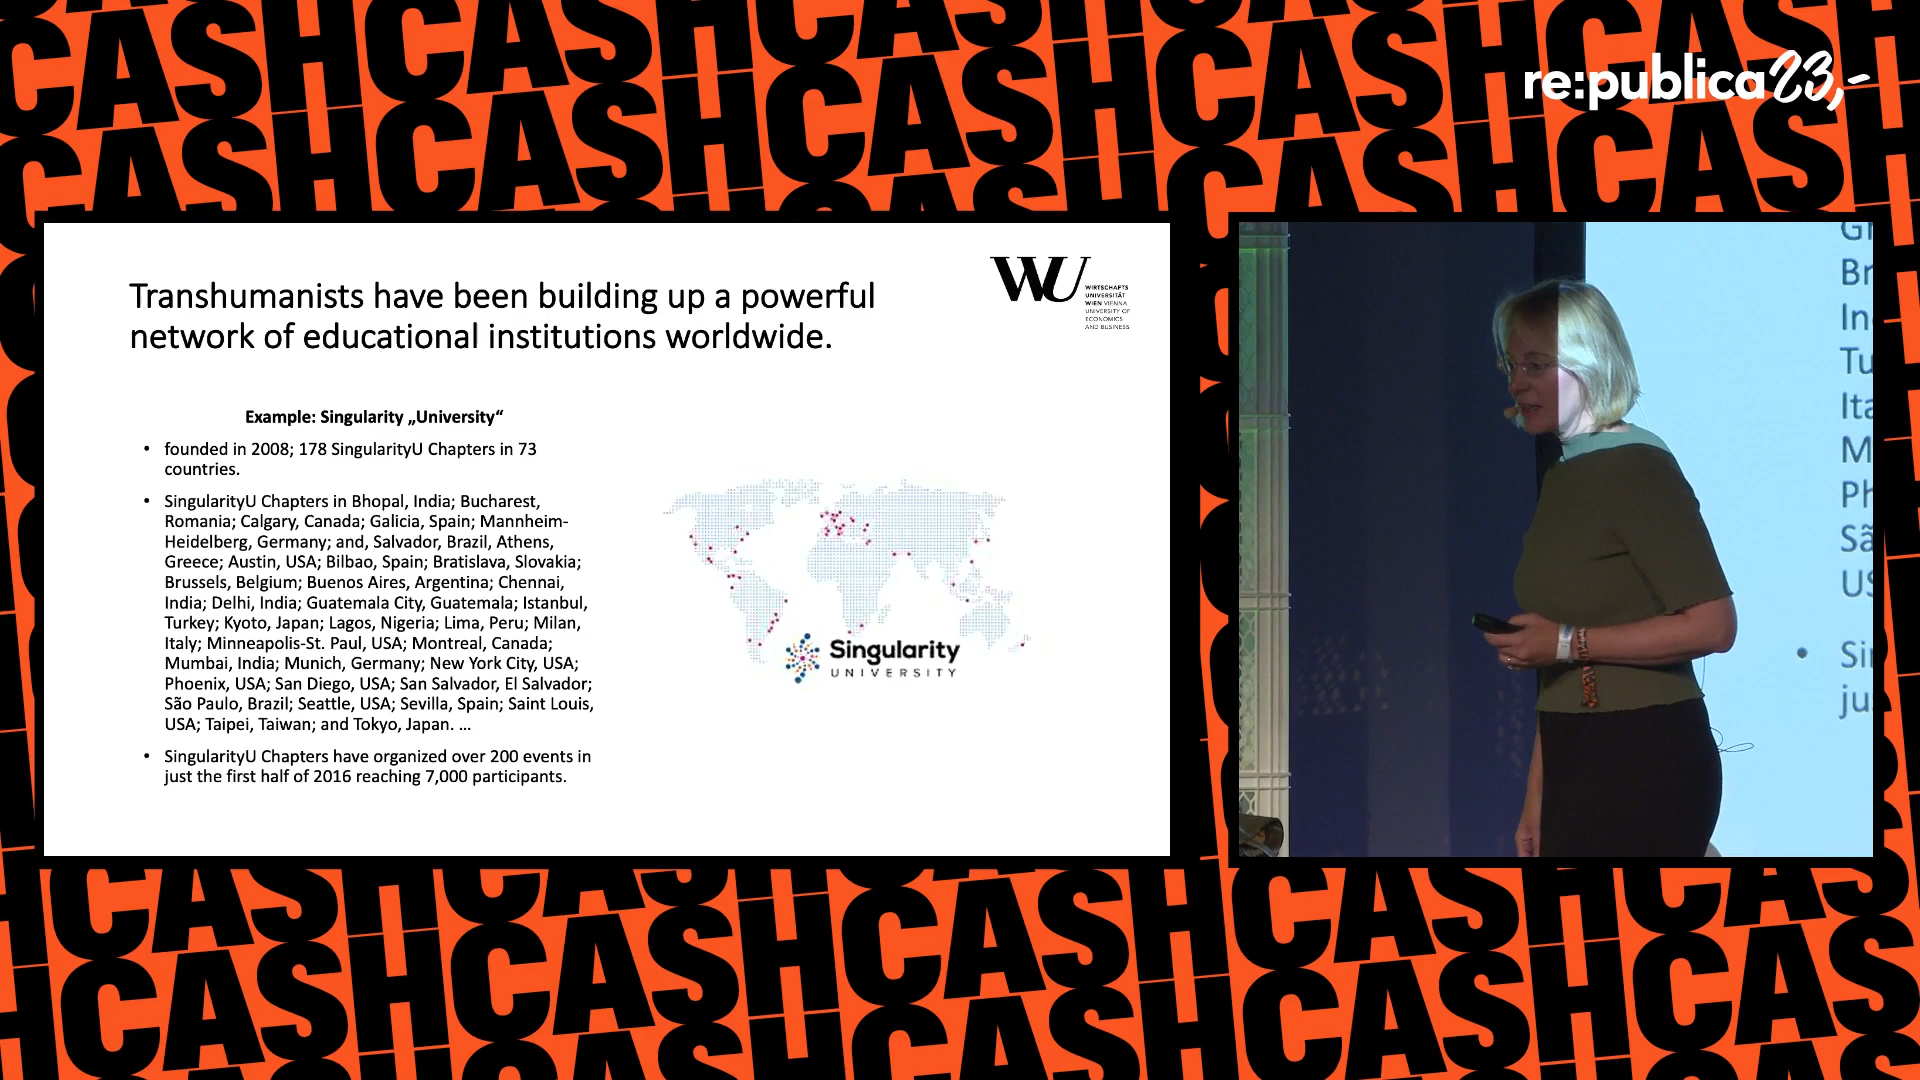 re:publica23,-
Transhumanists have been building up a powerful
network of educational institutions worldwide.
WU
WIRTSCHAFTS
UNIVERSITÄT
WIEN VIENNA
UNIVERSITY OF
ECONOMICS
AND BUSINESS
Example: Singularity „University“
• founded in 2008; 178 SingularityU Chapters in 73
countries.
• SingularityU Chapters in Bhopal, India; Bucharest,
Romania; Calgary, Canada; Galicia, Spain; Mannheim-
Heidelberg, Germany; and, Salvador, Brazil, Athens,
Greece; Austin, USA; Bilbao, Spain; Bratislava, Slovakia;
Brussels, Belgium; Buenos Aires, Argentina; Chennai,
India; Delhi, India; Guatemala City, Guatemala; Istanbul,
Turkey; Kyoto, Japan; Lagos, Nigeria; Lima, Peru; Milan,
Italy; Minneapolis-St. Paul, USA; Montreal, Canada;
Mumbai, India; Munich, Germany; New York City, USA;
Phoenix, USA; San Diego, USA; San Salvador, El Salvador;
São Paulo, Brazil; Seattle, USA; Sevilla, Spain; Saint Louis,
USA; Taipei, Taiwan; and Tokyo, Japan. ...
• SingularityU Chapters have organized over 200 events in
just the first half of 2016 reaching 7,000 participants.
Singularity
UNIVERSITY
CASHCASHCASHCASHCASH
CASHCASHCASHCASHCASH
CASHCASHCASHCASHCASH
CASHCASHCASHCASHCASH
CASHCASHCASHCASHCASH